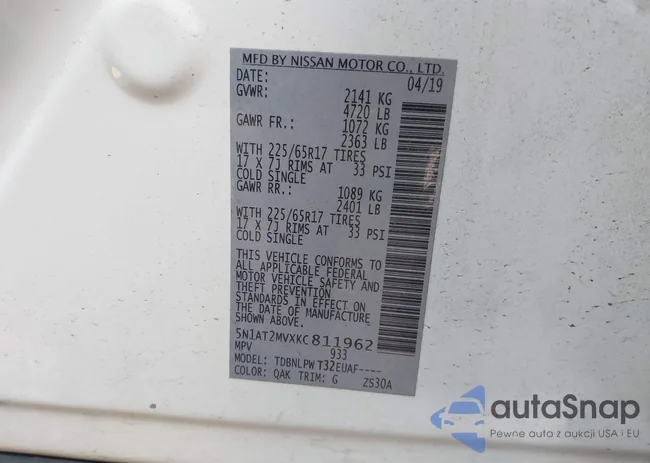 MFD BY NISSAN MOTOR CO., LTD.
DATE: 04/19
GVWR: 2141 KG
4720 LB
GAWR FR.: 1072 KG
2363 LB
WITH 225/65R17 TIRES
17 X 7J RIMS AT 33 PSI
COLD SINGLE
GAWR RR.: 1089 KG
2401 LB
WITH 225/65R17 TIRES
17 X 7J RIMS AT 33 PSI
COLD SINGLE
THIS VEHICLE CONFORMS TO
ALL APPLICABLE FEDERAL
MOTOR VEHICLE SAFETY AND
THEFT PREVENTION
STANDARDS IN EFFECT ON
THE DATE OF MANUFACTURE
SHOWN ABOVE.
5N1AT2MVXKC811962
MPV 933
MODEL: TDBNLPW T32EUAF----
COLOR: QAK TRIM: G ZS30A
autaSnap
Pewne auta z aukcji USA i EU